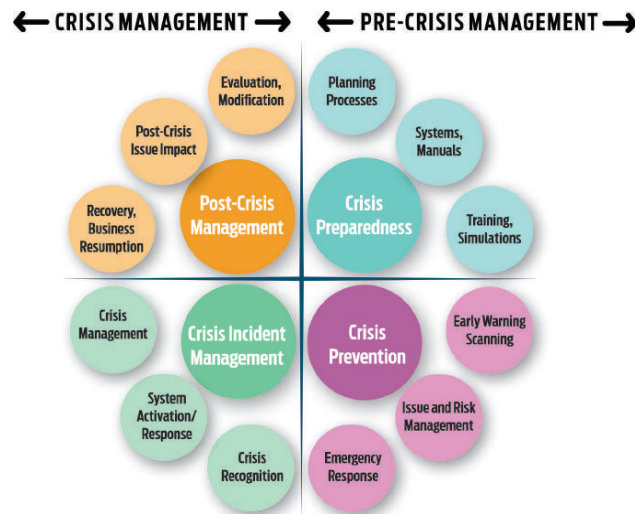 CRISIS MANAGEMENT
PRE-CRISIS MANAGEMENT
Evaluation,
Modification
Post-Crisis
Issue Impact
Recovery,
Business
Resumption
Post-Crisis
Management
Planning
Processes
Systems,
Manuals
Training,
Simulations
Crisis
Preparedness
Crisis
Management
System
Activation/
Response
Crisis
Recognition
Crisis Incident
Management
Crisis
Prevention
Early Warning
Scanning
Issue and Risk
Management
Emergency
Response